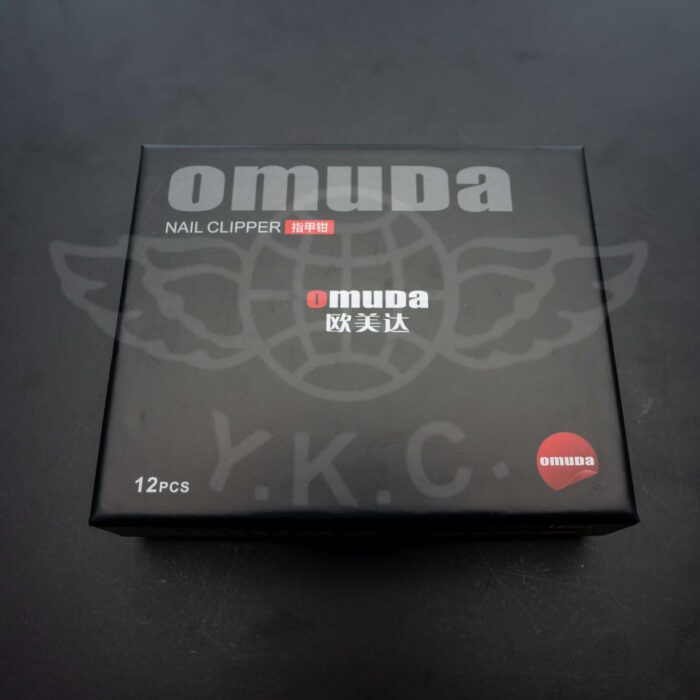 omuDa
NAIL CLIPPER 指甲钳
omuDa
欧美达
Y.K.C.
12PCS
omuDa